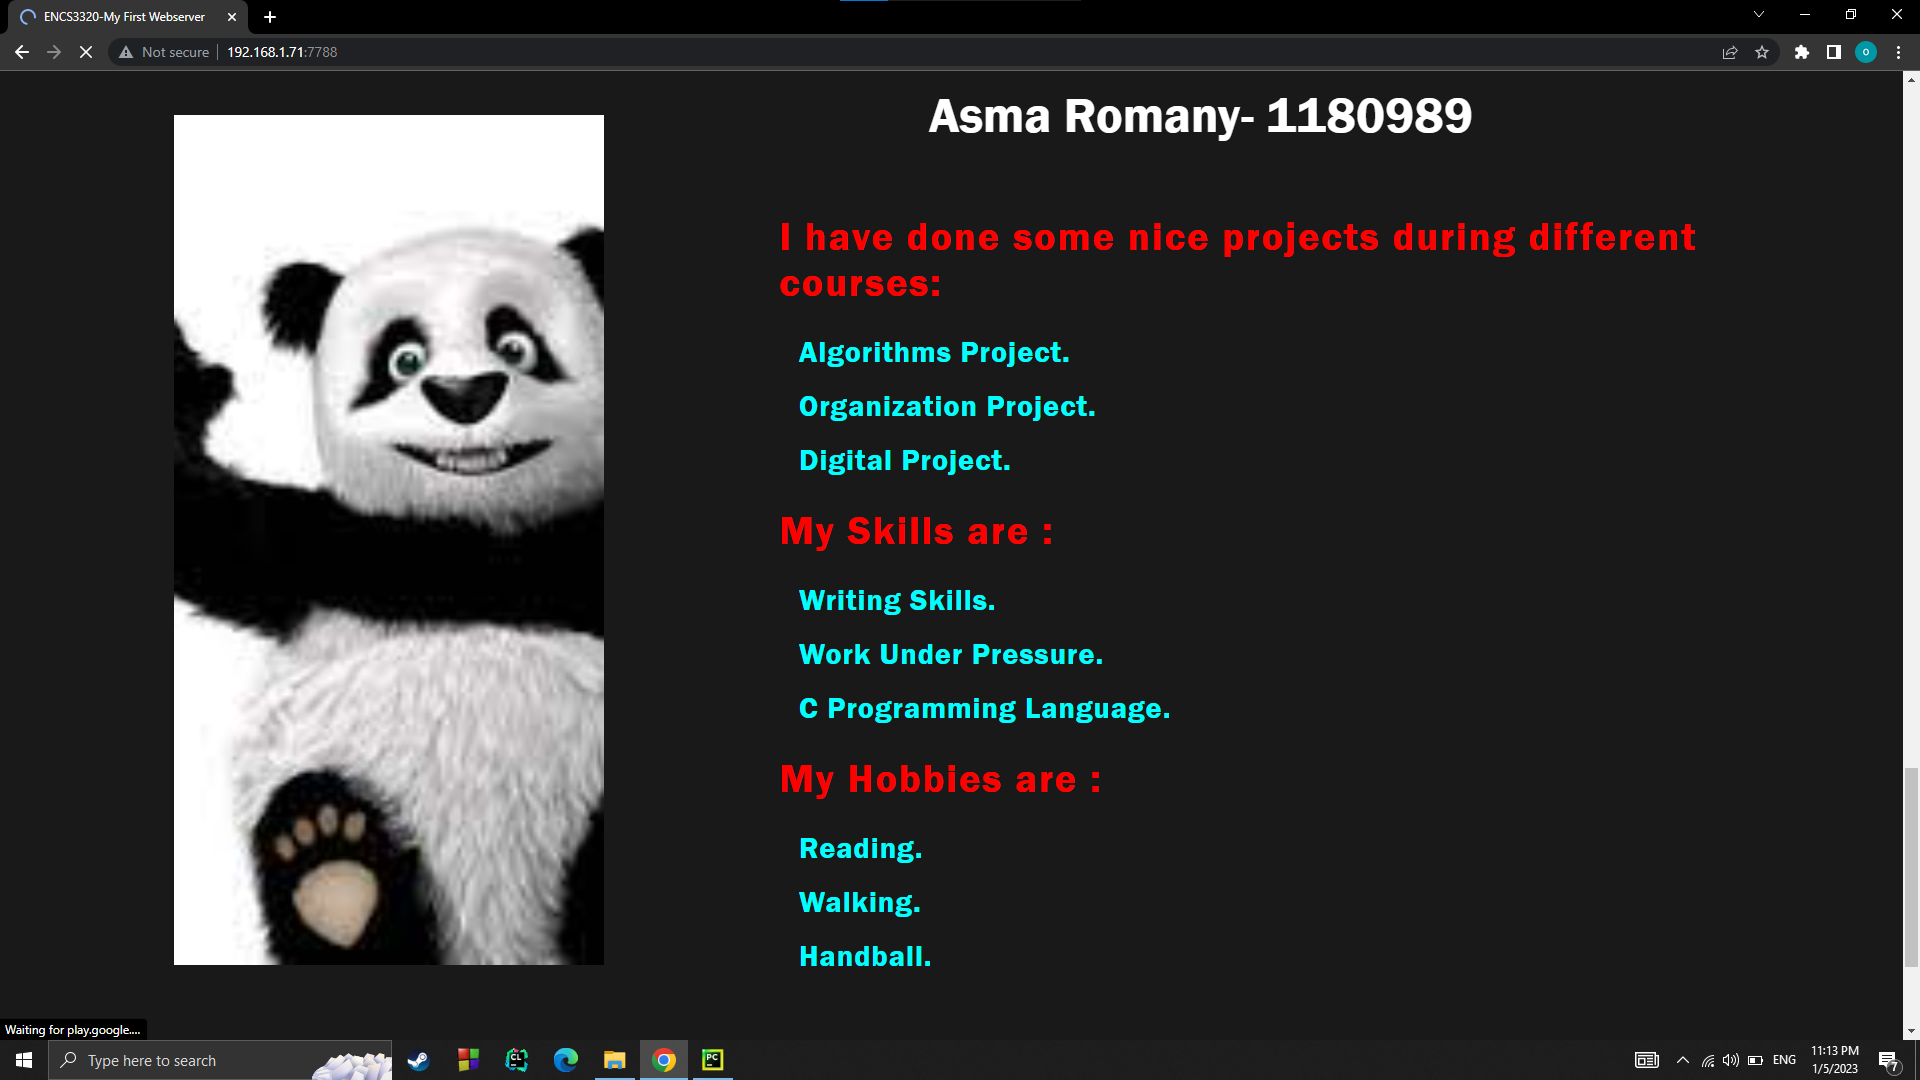 ENCS3320-My First Webserver
Not secure
192.168.1.71:7788
o
Asma Romany- 1180989
I have done some nice projects during different
courses:
Algorithms Project.
Organization Project.
Digital Project.
My Skills are :
Writing Skills.
Work Under Pressure.
C Programming Language.
My Hobbies are :
Reading.
Walking.
Handball.
Waiting for play.google....
Type here to search
CL
PC
ENG
11:13 PM
1/5/2023
7